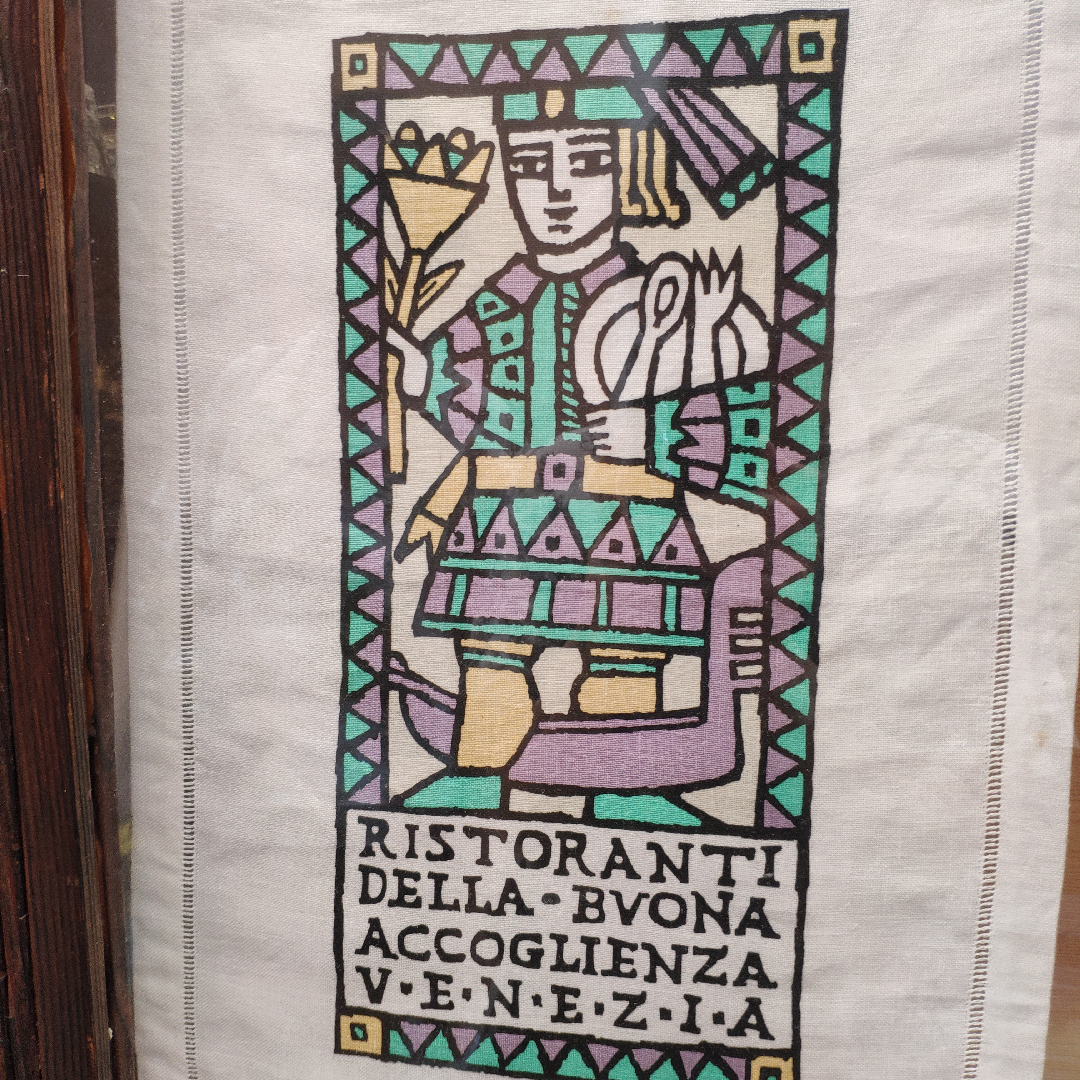 RISTORANTI
DELLA-BVONA
ACCOGLIENZA
V·E·N·E·Z·I·A